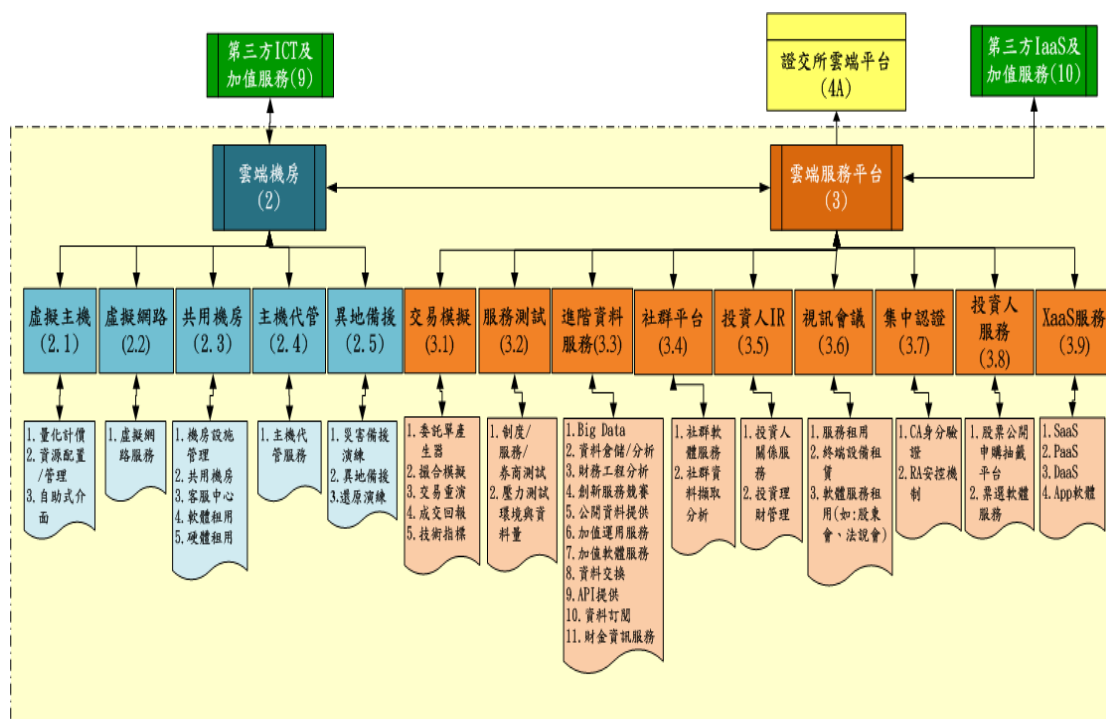 第三方ICT及
加值服務(9)
證交所雲端平台
(4A)
第三方IaaS及
加值服務(10)
雲端機房
(2)
雲端服務平台
(3)
虛擬主機
(2.1)
虛擬網路
(2.2)
共用機房
(2.3)
主機代管
(2.4)
異地備援
(2.5)
交易模擬
(3.1)
服務測試
(3.2)
進階資料
服務(3.3)
社群平台
(3.4)
投資人IR
(3.5)
視訊會議
(3.6)
集中認證
(3.7)
投資人
服務
(3.8)
XaaS服務
(3.9)
1. 量化計價
2. 資源配置
/管理
3. 自助式介
面
1. 虛擬網
路服務
1. 機房設施
管理
2. 共用機房
3. 客服中心
4. 軟體租用
5. 硬體租用
1. 主機代
管服務
1. 災害備援
演練
2. 異地備援
3.還原演練
1. 委託單產
生器
2. 撮合模擬
3. 交易重演
4. 成交回報
5. 技術指標
1. 制度/
服務/
券商測試
2. 壓力測試
環境與資
料量
1. Big Data
2. 資料倉儲/分析
3. 財務工程分析
4. 創新服務競賽
5. 公開資料提供
6. 加值運用服務
7. 加值軟體服務
8. 資料交換
9. API提供
10. 資料訂閱
11. 財金資訊服務
1. 社群軟
體服務
2. 社群資
料擷取
分析
1. 投資人
關係服
務
2. 投資理
財管理
1. 服務租用
2. 終端設備租
賃
3. 軟體服務租
用(如:股東
會、法說會)
1. CA身分驗
證
2. RA安控機
制
1. 股票公開
申購抽籤
平台
2. 票選軟體
服務
1. SaaS
2. PaaS
3. DaaS
4. App軟體